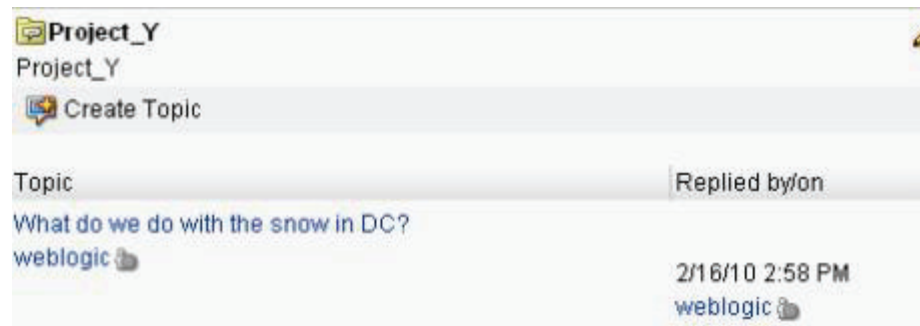 Project_Y
Project_Y
Create Topic
Topic
Replied by/on
What do we do with the snow in DC?
weblogic
2/16/10 2:58 PM
weblogic